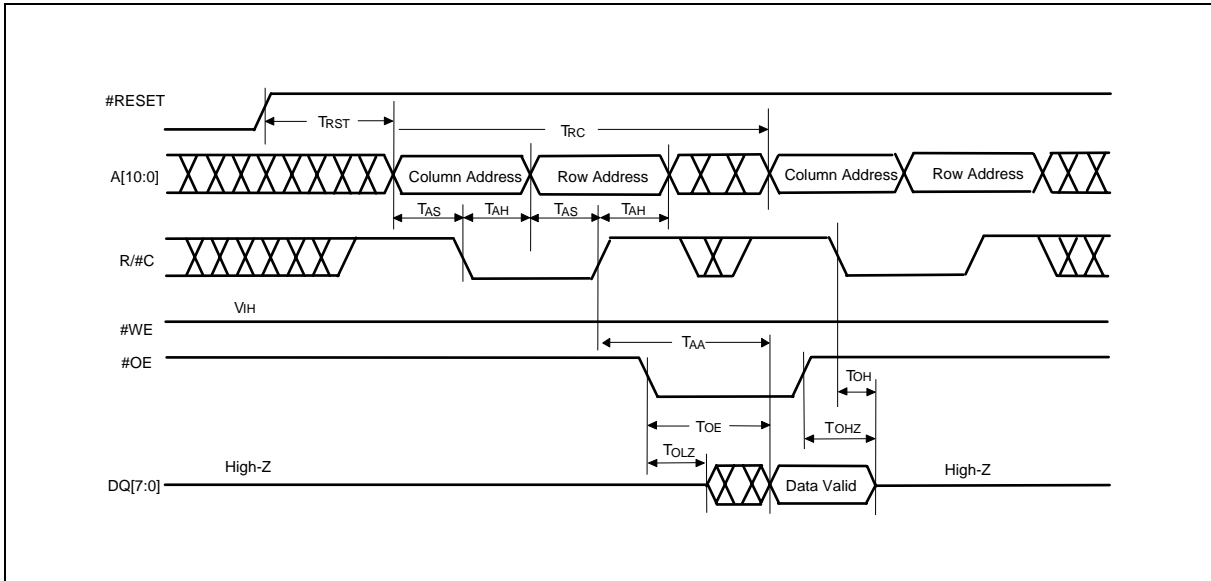 #RESET
TRST
TRC
A[10:0]
Column Address
Row Address
Column Address
Row Address
TAS
TAH
TAS
TAH
R/#C
VIH
#WE
TAA
#OE
TOH
TOE
TOHZ
TOLZ
High-Z
High-Z
DQ[7:0]
Data Valid